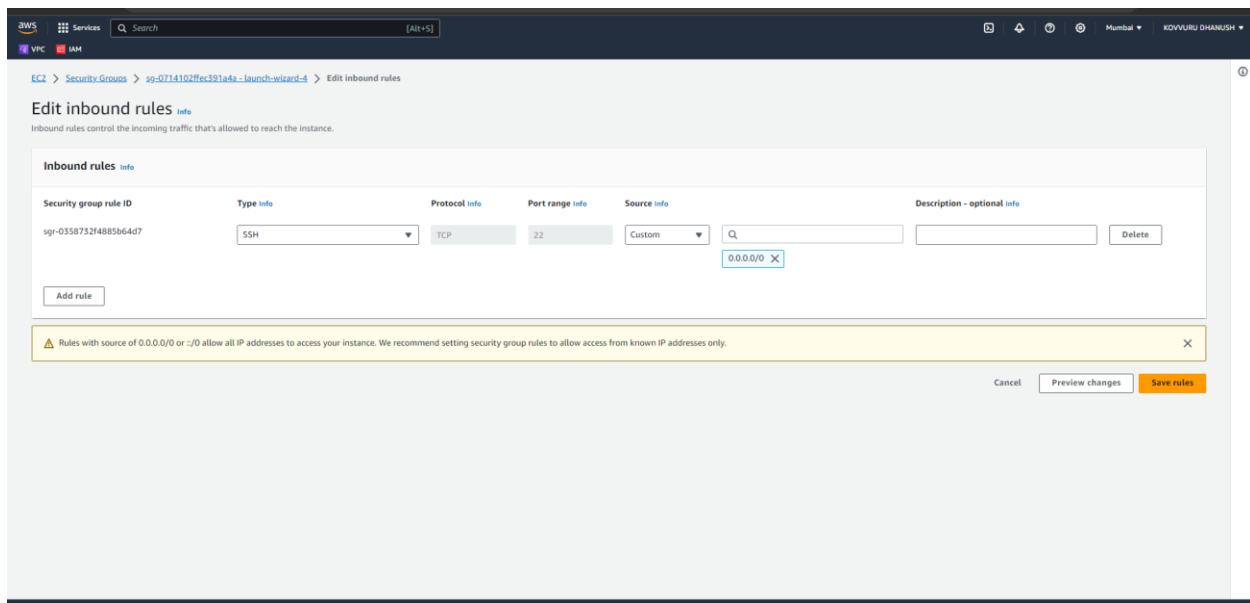 aws Services Search [Alt+S] Mumbai KOVVURU DHANUSH
VPC IAM
EC2 > Security Groups > sg-0714102ffec391a4a - launch-wizard-4 > Edit inbound rules
Edit inbound rules Info
Inbound rules control the incoming traffic that's allowed to reach the instance.
Inbound rules Info
Security group rule ID Type Info Protocol Info Port range Info Source Info Description - optional Info
sgr-0358732f4885b64d7 SSH TCP 22 Custom Delete
0.0.0.0/0
Add rule
Rules with source of 0.0.0.0/0 or ::/0 allow all IP addresses to access your instance. We recommend setting security group rules to allow access from known IP addresses only.
Cancel Preview changes Save rules